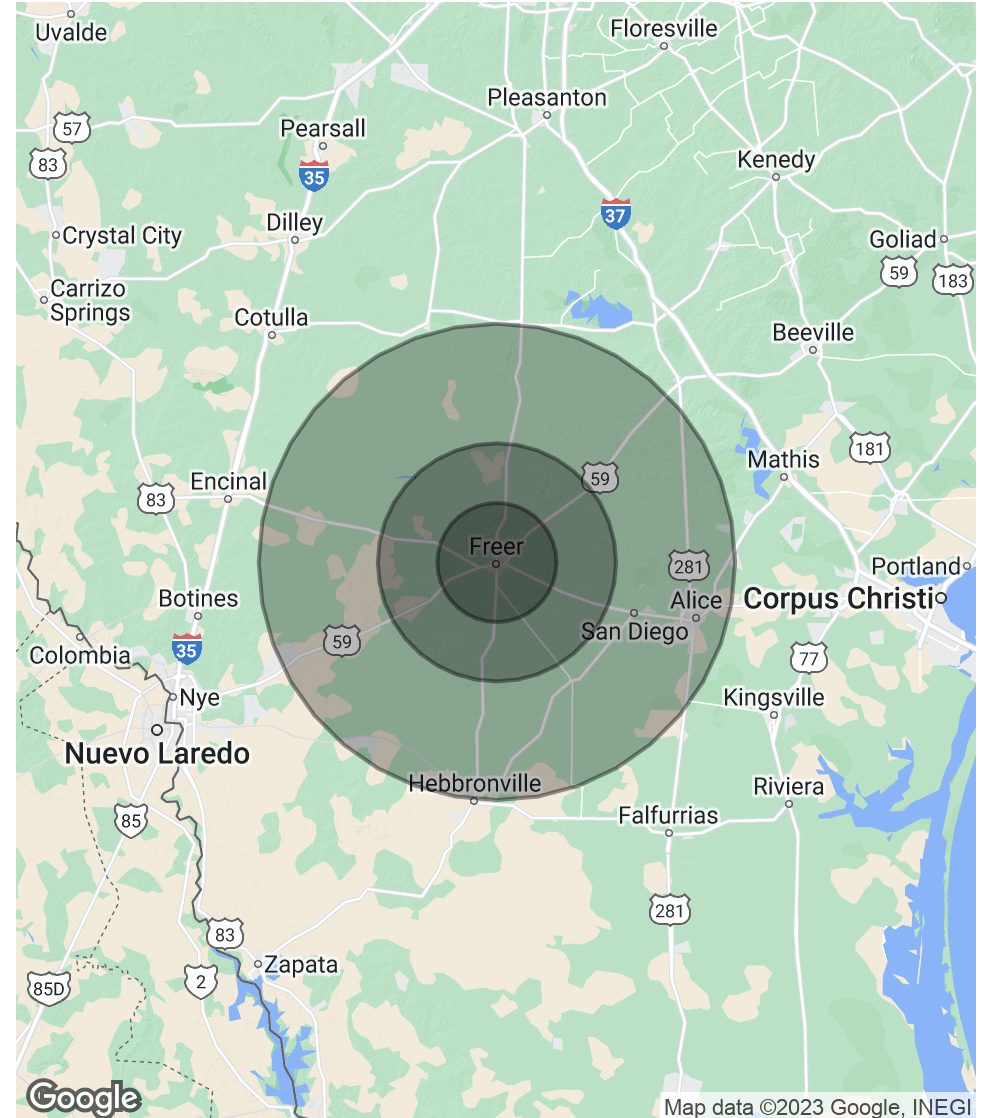 Uvalde
Floresville
Pleasanton
57
Pearsall
83
35
Kenedy
37
Dilley
Crystal City
Goliad
59
183
Carrizo
Springs
Cotulla
Beeville
181
Mathis
59
Encinal
83
Freer
281
Portland
Botines
Alice
Corpus Christi
San Diego
59
35
Colombia
77
Nye
Kingsville
Nuevo Laredo
Hebbronville
Riviera
85
Falfurrias
281
83
Zapata
2
85D
Google
Map data ©2023 Google, INEGI